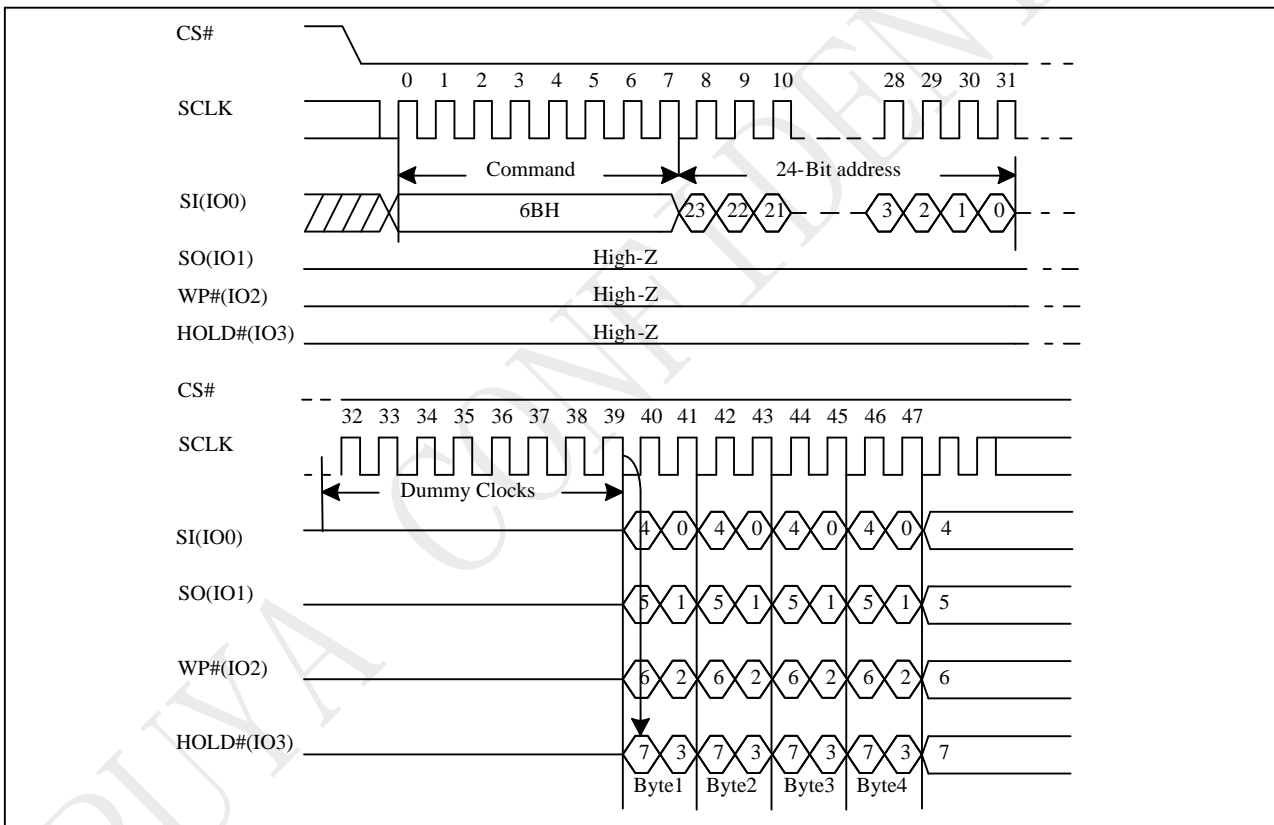 CS#
0 1 2 3 4 5 6 7 8 9 10 28 29 30 31
SCLK
Command 24-Bit address
SI(IO0) 6BH 23 22 21 3 2 1 0
SO(IO1) High-Z
WP#(IO2) High-Z
HOLD#(IO3) High-Z
CS#
32 33 34 35 36 37 38 39 40 41 42 43 44 45 46 47
SCLK
Dummy Clocks
SI(IO0) 4 0 4 0 4 0 4 0 4
SO(IO1) 5 1 5 1 5 1 5 1 5
WP#(IO2) 6 2 6 2 6 2 6 2 6
HOLD#(IO3) 7 3 7 3 7 3 7 3 7
Byte1 Byte2 Byte3 Byte4
PUYA CONFIDEN